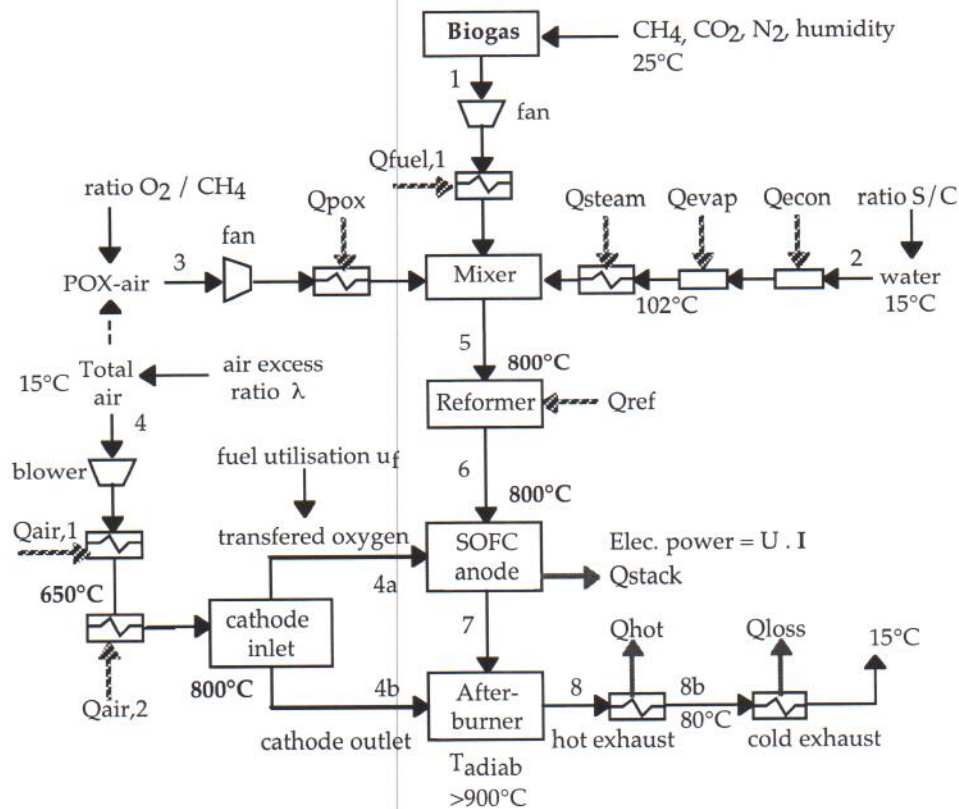 Biogas
CH4, CO2, N2, humidity
25°C
1
fan
Qfuel,1
ratio O2 / CH4
Qpox
Qsteam
Qevap
Qecon
ratio S/C
fan
3
POX-air
Mixer
2
water
102°C
15°C
5
800°C
15°C
Total
air
air excess
ratio λ
Reformer
Qref
4
blower
fuel utilisation uf
6
800°C
Qair,1
transfered oxygen
SOFC
anode
Elec. power = U . I
Qstack
650°C
4a
cathode
inlet
7
Qhot
Qloss
15°C
800°C
4b
After-
burner
8
8b
80°C
Qair,2
cathode outlet
hot exhaust
cold exhaust
Tadiab
>900°C